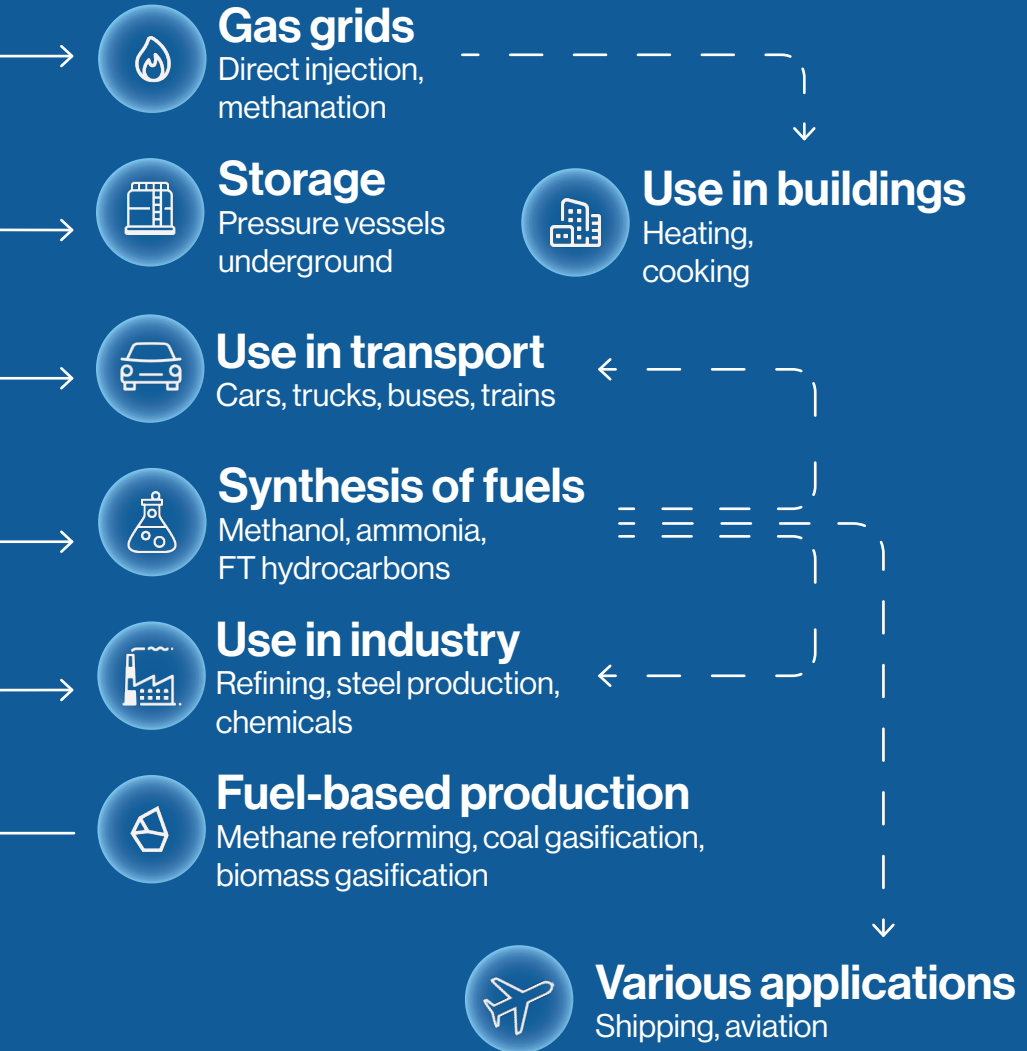 Gas grids
Direct injection,
methanation
Storage
Pressure vessels
underground
Use in buildings
Heating,
cooking
Use in transport
Cars, trucks, buses, trains
Synthesis of fuels
Methanol, ammonia,
FT hydrocarbons
Use in industry
Refining, steel production,
chemicals
Fuel-based production
Methane reforming, coal gasification,
biomass gasification
Various applications
Shipping, aviation